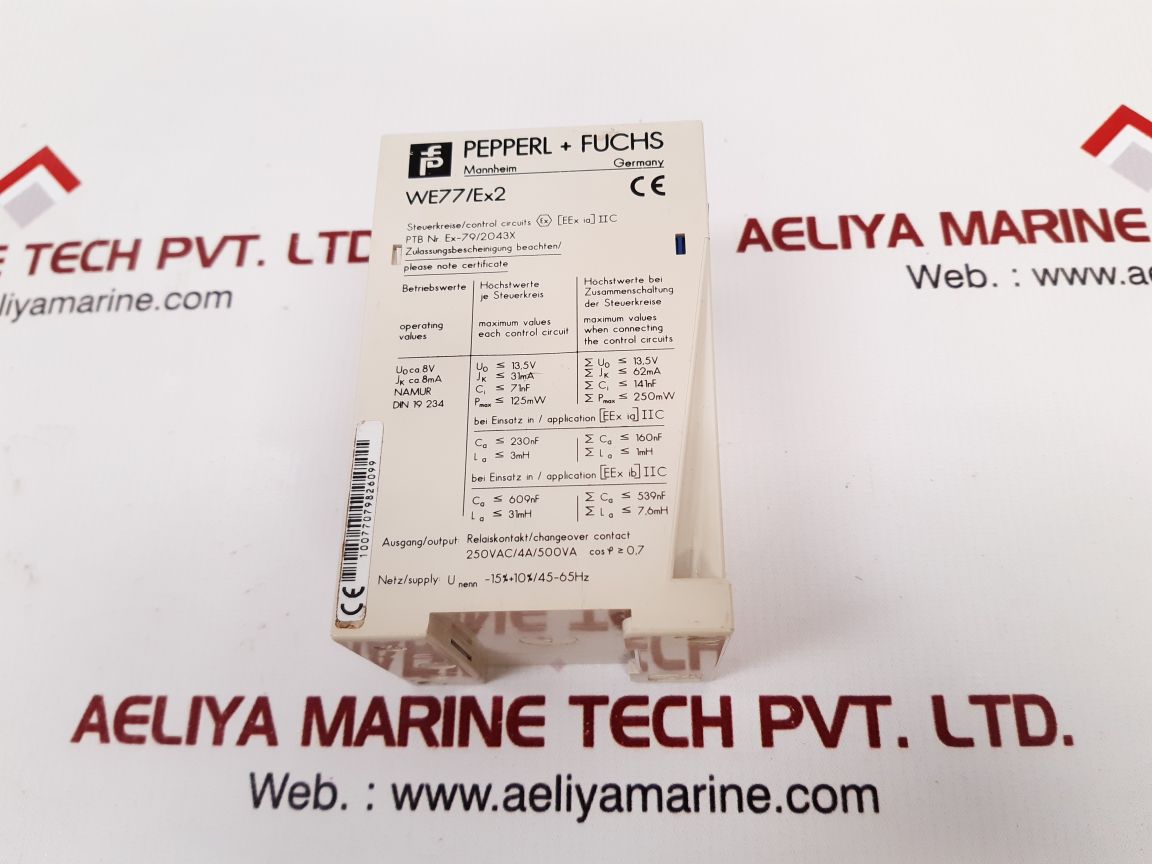 PEPPERL + FUCHS
Mannheim Germany
WE77/Ex2 CE
Steuerkreise/control circuits Ex [EEx ia] IIC
PTB Nr. Ex-79/2043X
Zulassungsbescheinigung beachten/
please note certificate
Betriebswerte Höchstwerte je Steuerkreis Höchstwerte bei Zusammenschaltung der Steuerkreise
operating values maximum values each control circuit maximum values when connecting the control circuits
U₀ ca. 8V U₀ ≤ 13,5V Σ U₀ ≤ 13,5V
Jₖ ca. 8mA Jₖ ≤ 31mA Σ Jₖ ≤ 62mA
NAMUR Cᵢ ≤ 71nF Σ Cᵢ ≤ 141nF
DIN 19 234 Pmax ≤ 125mW Σ Pmax ≤ 250mW
bei Einsatz in / application [EEx ia] IIC
Cₐ ≤ 230nF Σ Cₐ ≤ 160nF
Lₐ ≤ 3mH Σ Lₐ ≤ 1mH
bei Einsatz in / application [EEx ib] IIC
Cₐ ≤ 609nF Σ Cₐ ≤ 539nF
Lₐ ≤ 31mH Σ Lₐ ≤ 7,6mH
Ausgang/output: Relaiskontakt/changeover contact
250VAC/4A/500VA cos φ ≥ 0,7
Netz/supply: U nenn -15%+10%/45-65Hz
CE 10077079826099
NE TECH PVT. LTD
eliyamarine.com
AELIYA MARINE
Web. : www.ae
AELIYA MARINE TECH PVT. LTD.
Web. : www.aeliyamarine.com